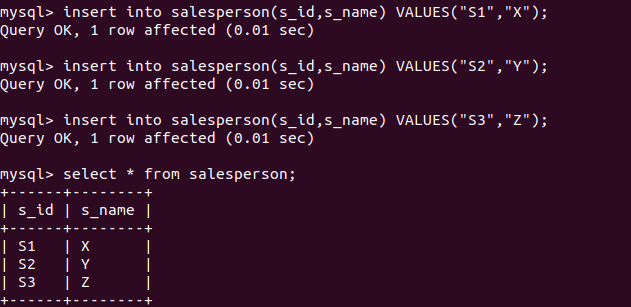 mysql> insert into salesperson(s_id,s_name) VALUES("S1","X");
Query OK, 1 row affected (0.01 sec)
mysql> insert into salesperson(s_id,s_name) VALUES("S2","Y");
Query OK, 1 row affected (0.01 sec)
mysql> insert into salesperson(s_id,s_name) VALUES("S3","Z");
Query OK, 1 row affected (0.01 sec)
mysql> select * from salesperson;
+------+--------+
| s_id | s_name |
+------+--------+
| S1   | X      |
| S2   | Y      |
| S3   | Z      |
+------+--------+